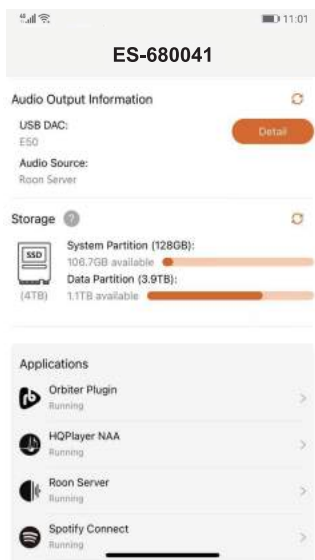 4G 11:01
ES-680041
Audio Output Information
USB DAC:
E50
Detail
Audio Source:
Roon Server
Storage ?
SSD
System Partition (128GB):
106.7GB available
Data Partition (3.9TB):
(4TB) 1.1TB available
Applications
Orbiter Plugin
Running
HQPlayer NAA
Running
Roon Server
Running
Spotify Connect
Running